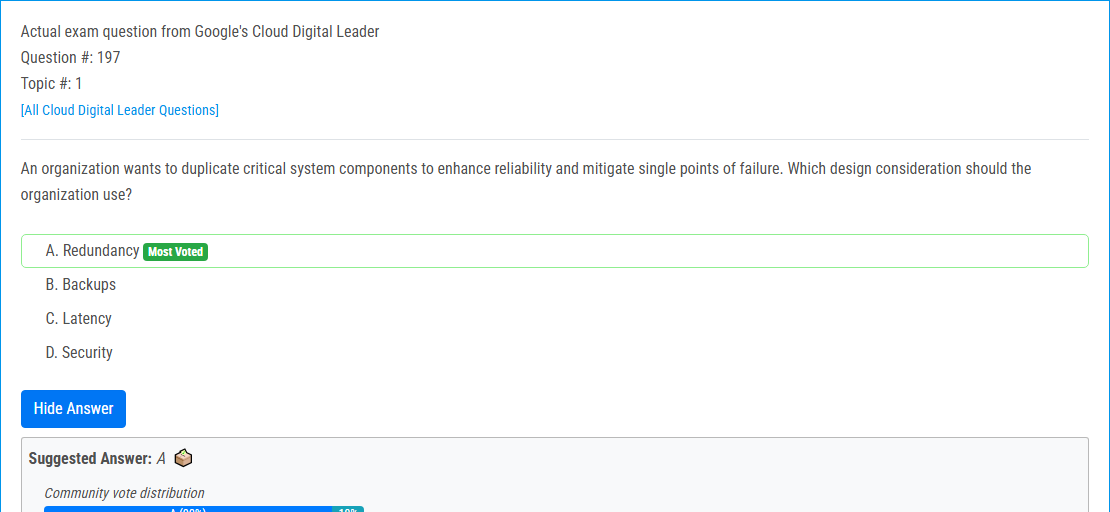 Actual exam question from Google's Cloud Digital Leader
Question #: 197
Topic #: 1
[All Cloud Digital Leader Questions]
An organization wants to duplicate critical system components to enhance reliability and mitigate single points of failure. Which design consideration should the
organization use?
A. Redundancy Most Voted
B. Backups
C. Latency
D. Security
Hide Answer
Suggested Answer: A
Community vote distribution